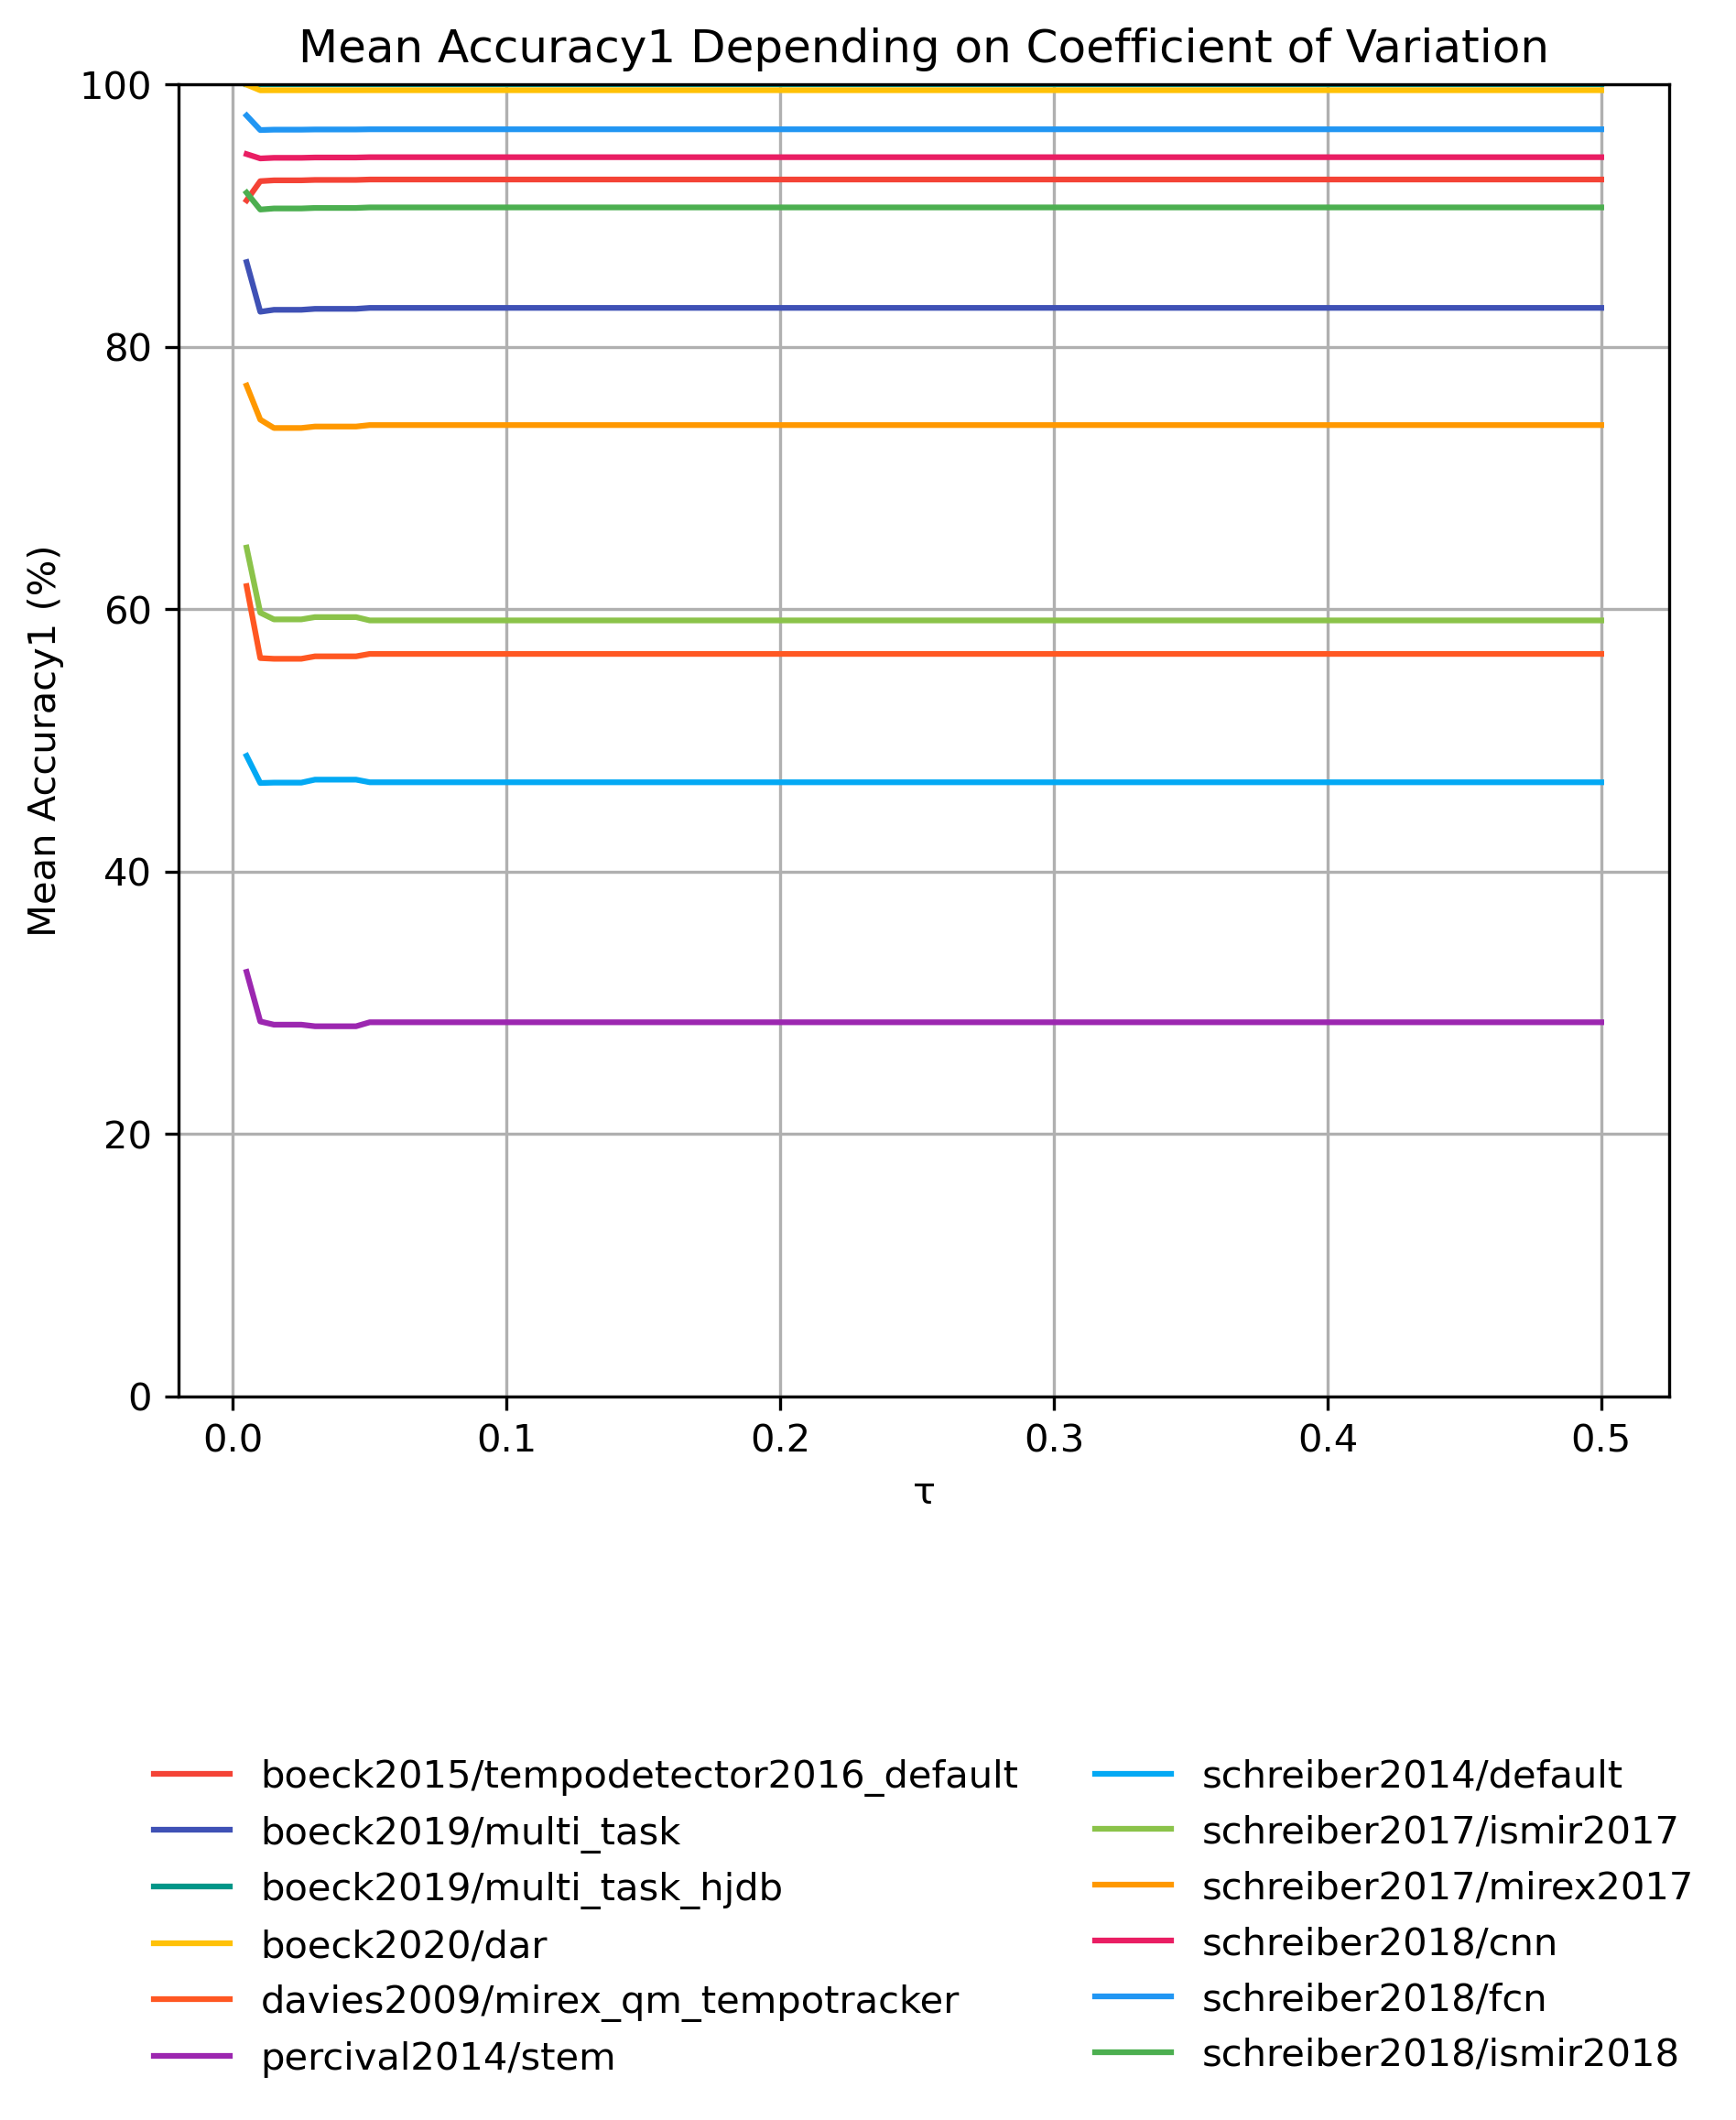 Mean Accuracy1 Depending on Coefficient of Variation
100
80
60
40
20
0
Mean Accuracy1 (%)
0.0 0.1 0.2 0.3 0.4 0.5
τ
boeck2015/tempodetector2016_default
boeck2019/multi_task
boeck2019/multi_task_hjdb
boeck2020/dar
davies2009/mirex_qm_tempotracker
percival2014/stem
schreiber2014/default
schreiber2017/ismir2017
schreiber2017/mirex2017
schreiber2018/cnn
schreiber2018/fcn
schreiber2018/ismir2018